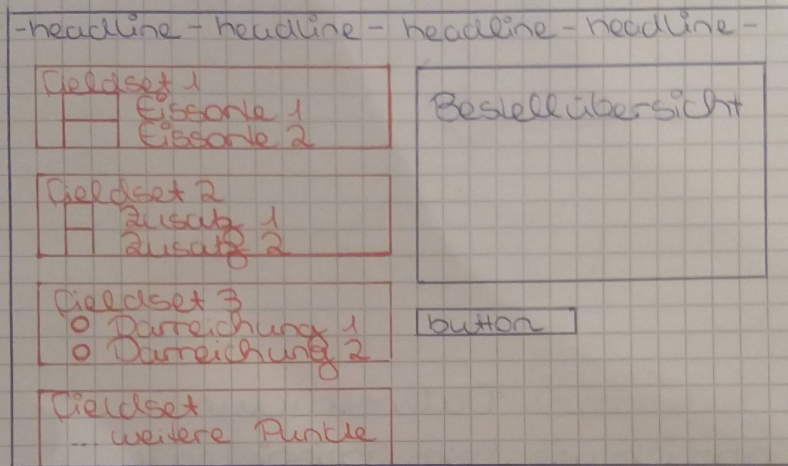 -headline - headline - headline - headline -
Fieldset 1
Eissorte 1
Eissorte 2
Fieldset 2
Zusatz 1
Zusatz 2
Fieldset 3
Darreichung 1
Darreichung 2
Fieldset
... weitere Punkte
Bestellübersicht
button